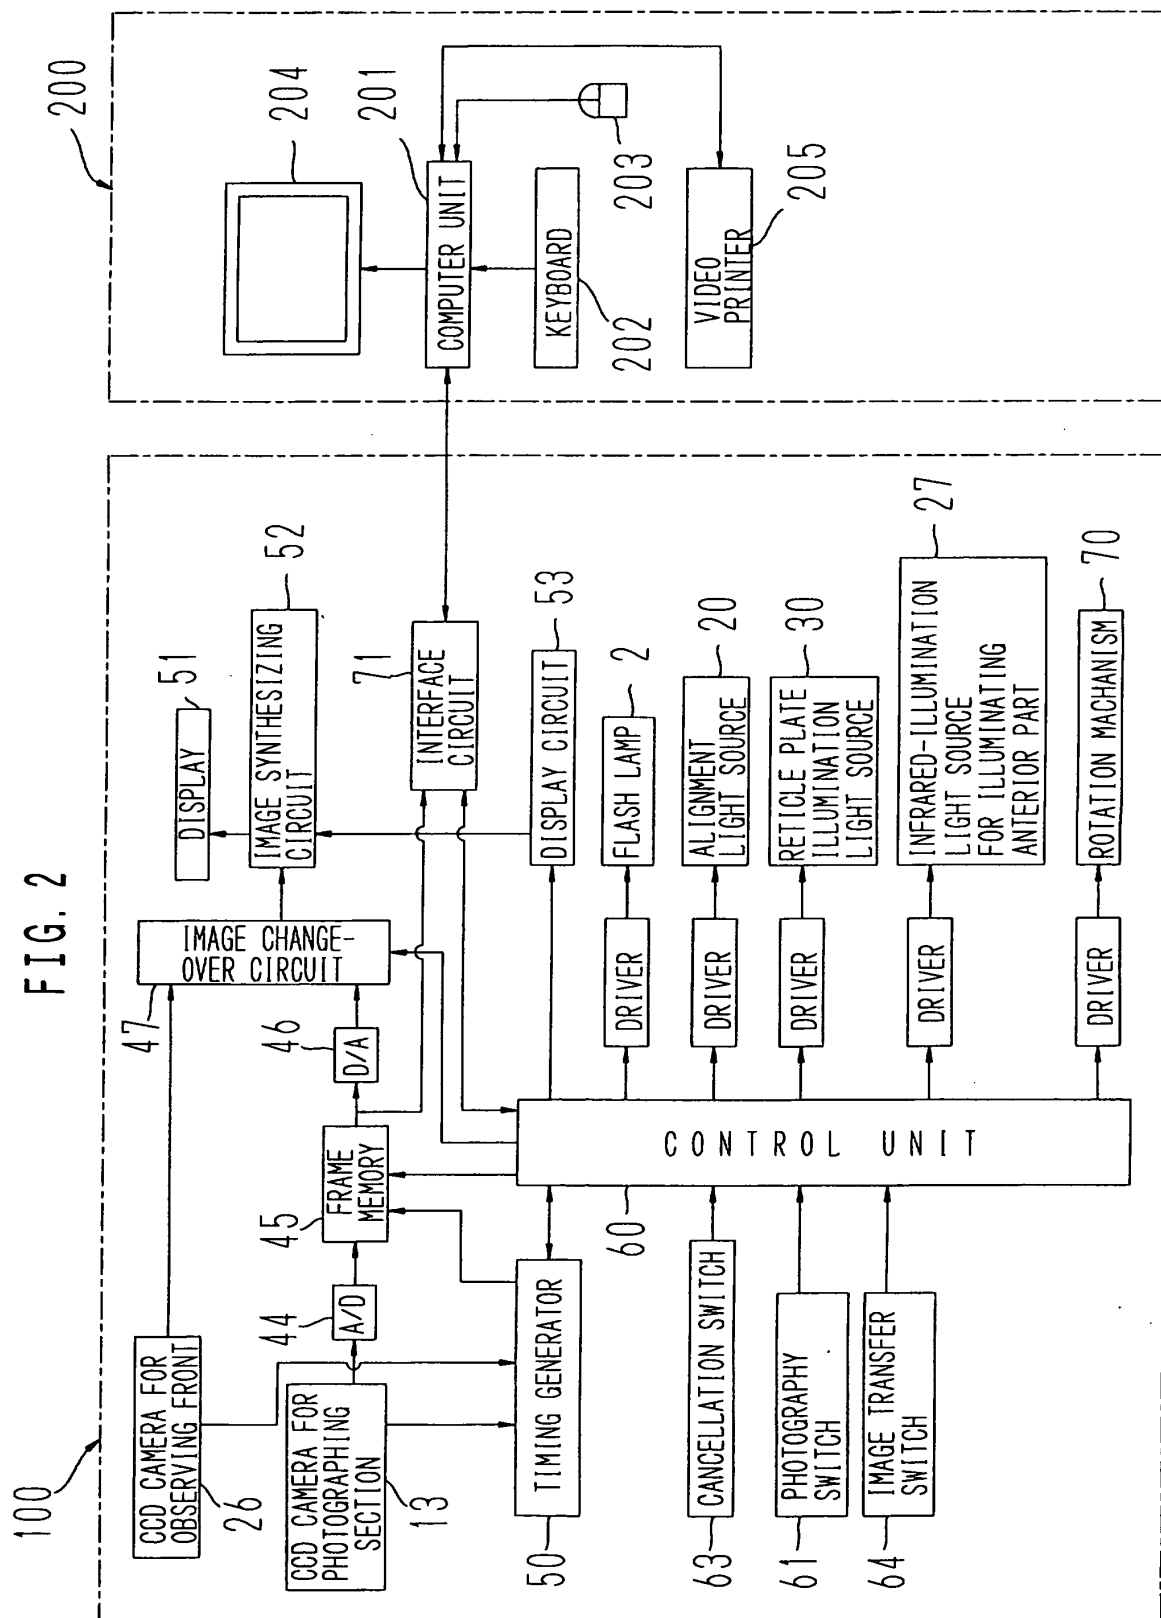 FIG. 2
100
CCD CAMERA FOR
OBSERVING FRONT
26
CCD CAMERA FOR
PHOTOGRAPHING
SECTION
13
44
A/D
45
FRAME
MEMORY
46
D/A
47
IMAGE CHANGE-
OVER CIRCUIT
DISPLAY
51
IMAGE SYNTHESIZING
CIRCUIT
52
71
INTERFACE
CIRCUIT
DISPLAY CIRCUIT
53
50
TIMING GENERATOR
60
CONTROL UNIT
63
CANCELLATION SWITCH
61
PHOTOGRAPHY
SWITCH
64
IMAGE TRANSFER
SWITCH
DRIVER
FLASH LAMP
2
DRIVER
ALIGNMENT
LIGHT SOURCE
20
DRIVER
RETICLE PLATE
ILLUMINATION
LIGHT SOURCE
30
DRIVER
INFRARED-ILLUMINATION
LIGHT SOURCE
FOR ILLUMINATING
ANTERIOR PART
27
DRIVER
ROTATION MACHANISM
70
200
204
COMPUTER UNIT
201
KEYBOARD
202
203
VIDEO
PRINTER
205